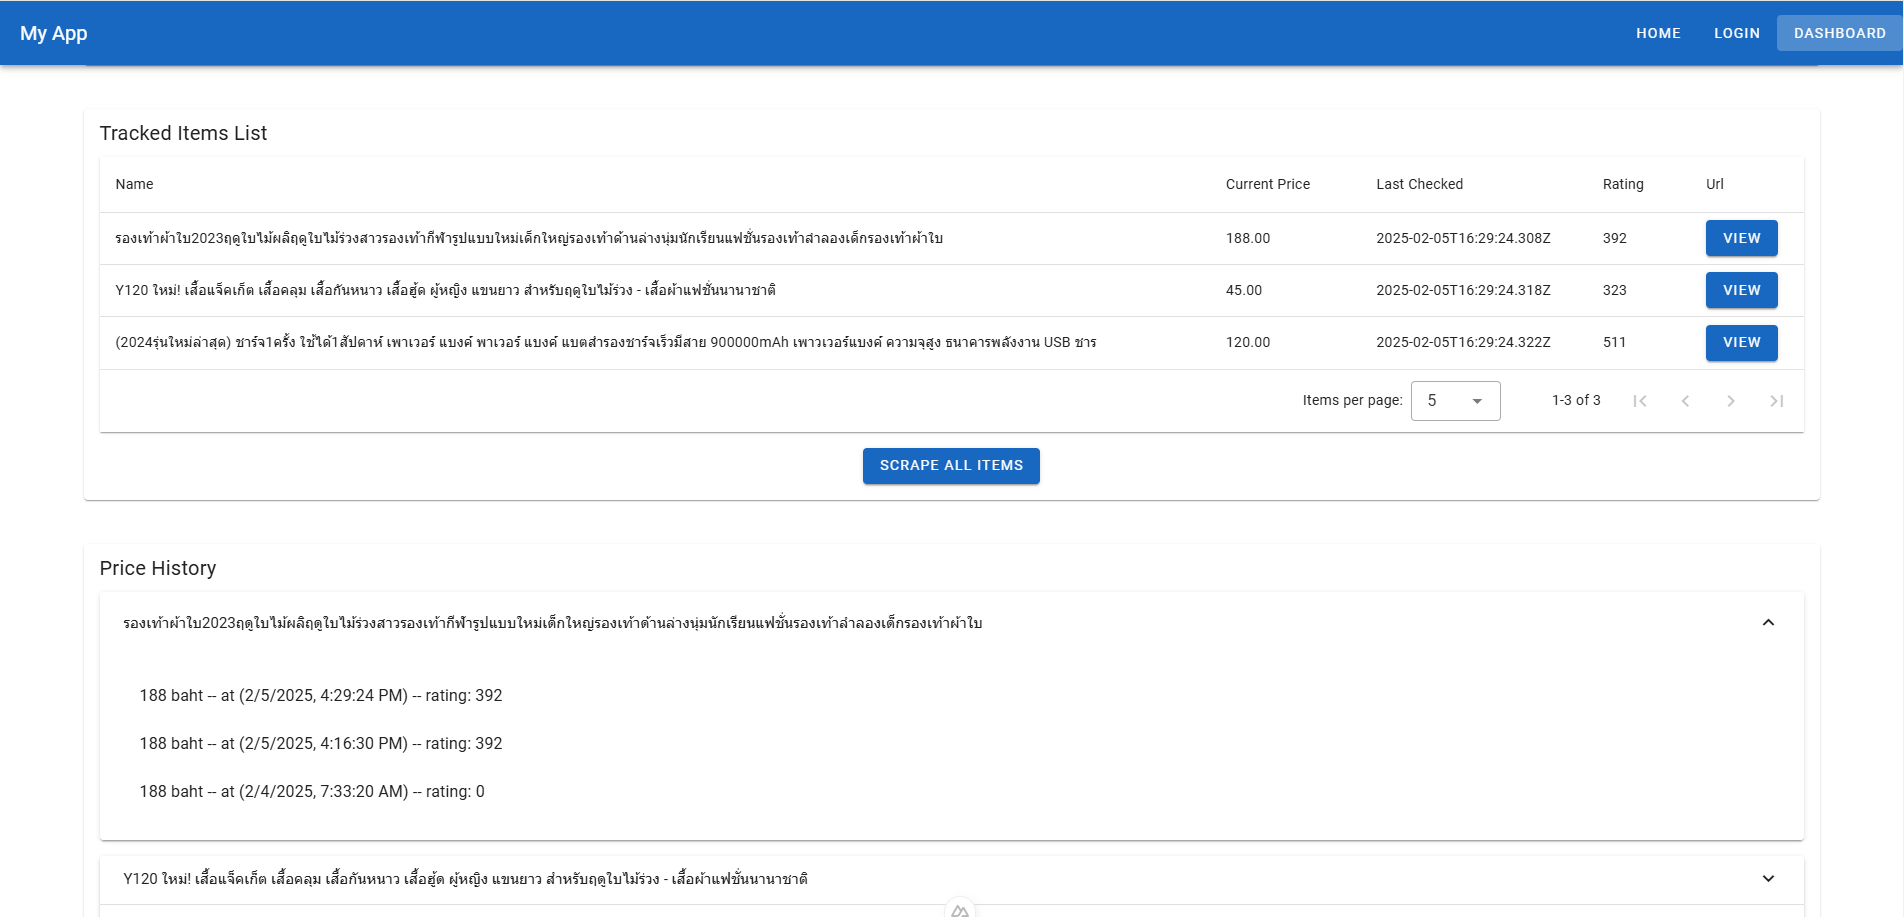 My App
HOME LOGIN DASHBOARD
Tracked Items List
Name Current Price Last Checked Rating Url
รองเท้าผ้าใบ2023ฤดูใบไม้ผลิฤดูใบไม้ร่วงสาวรองเท้ากีฬารูปแบบใหม่เด็กใหญ่รองเท้าด้านล่างนุ่มนักเรียนแฟชั่นรองเท้าลำลองเด็กรองเท้าผ้าใบ 188.00 2025-02-05T16:29:24.308Z 392 VIEW
Y120 ใหม่! เสื้อแจ็คเก็ต เสื้อคลุม เสื้อกันหนาว เสื้อฮู้ด ผู้หญิง แขนยาว สำหรับฤดูใบไม้ร่วง - เสื้อผ้าแฟชั่นนานาชาติ 45.00 2025-02-05T16:29:24.318Z 323 VIEW
(2024รุ่นใหม่ล่าสุด) ชาร์จ1ครั้ง ใช้ได้1สัปดาห์ เพาเวอร์ แบงค์ พาเวอร์ แบงค์ แบตสำรองชาร์จเร็วมีสาย 900000mAh เพาวเวอร์แบงค์ ความจุสูง ธนาคารพลังงาน USB ชาร 120.00 2025-02-05T16:29:24.322Z 511 VIEW
Items per page: 5 1-3 of 3
SCRAPE ALL ITEMS
Price History
รองเท้าผ้าใบ2023ฤดูใบไม้ผลิฤดูใบไม้ร่วงสาวรองเท้ากีฬารูปแบบใหม่เด็กใหญ่รองเท้าด้านล่างนุ่มนักเรียนแฟชั่นรองเท้าลำลองเด็กรองเท้าผ้าใบ
188 baht -- at (2/5/2025, 4:29:24 PM) -- rating: 392
188 baht -- at (2/5/2025, 4:16:30 PM) -- rating: 392
188 baht -- at (2/4/2025, 7:33:20 AM) -- rating: 0
Y120 ใหม่! เสื้อแจ็คเก็ต เสื้อคลุม เสื้อกันหนาว เสื้อฮู้ด ผู้หญิง แขนยาว สำหรับฤดูใบไม้ร่วง - เสื้อผ้าแฟชั่นนานาชาติ